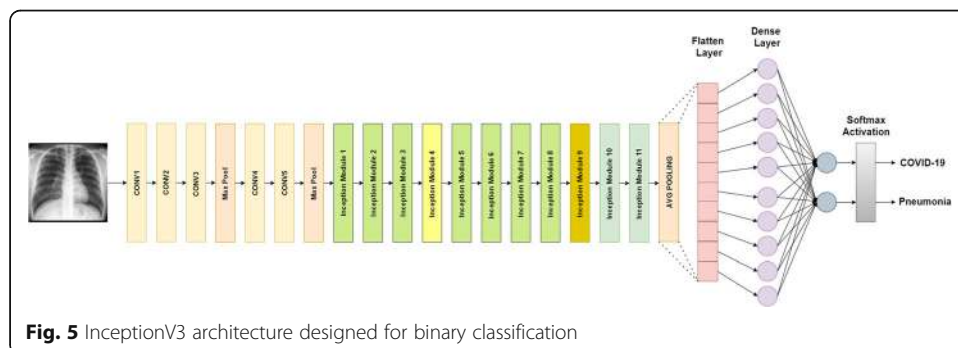 Flatten
Layer
Dense
Layer
Softmax
Activation
CONV1
CONV2
CONV3
Max Pool
CONV4
CONV5
Max Pool
Inception Module 1
Inception Module 2
Inception Module 3
Inception Module 4
Inception Module 5
Inception Module 6
Inception Module 7
Inception Module 8
Inception Module 9
Inception Module 10
Inception Module 11
AVG POOLING
COVID-19
Pneumonia
Fig. 5 InceptionV3 architecture designed for binary classification